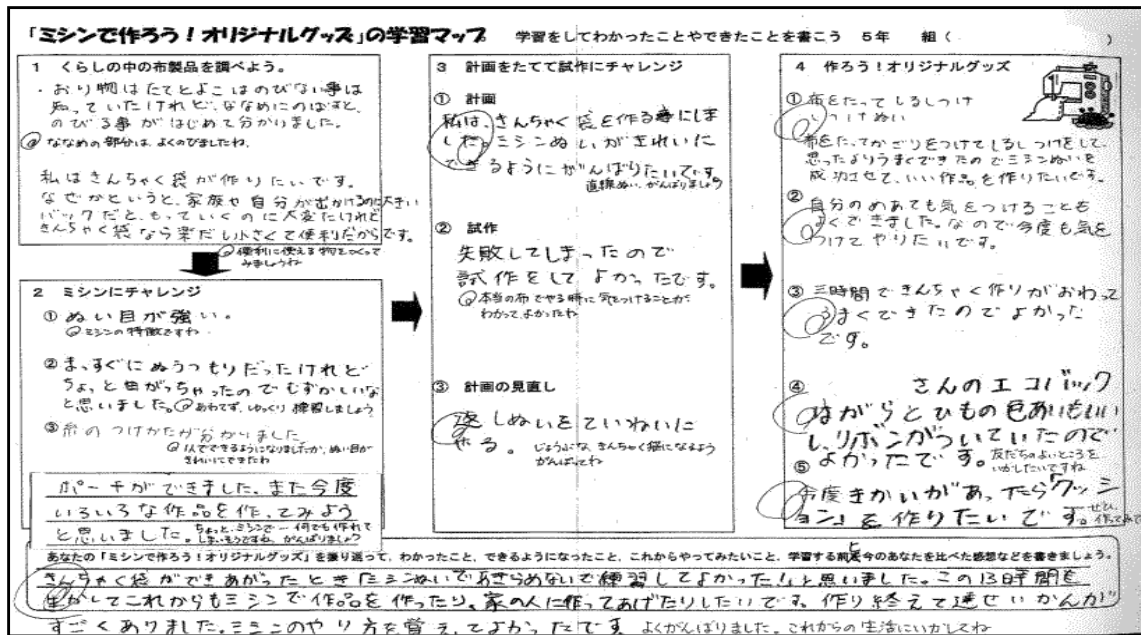 「ミシンで作ろう！オリジナルグッズ」の学習マップ 学習をしてわかったことやできたことを書こう 5年 組( )
1 くらしの中の布製品を調べよう。
・おり物はたてとよこはのびない事は
知っていたけれど、ななめにのばすと、
のびる事がはじめて分かりました。
ななめの部分は、よくのびましたね。
私はきんちゃく袋が作りたいです。
なぜかというと、家族や自分が出かけるのに大きい
バックだと、もっていくのに大変だけれど
きんちゃく袋なら楽だし小さくて便利だからです。
便利に使える物をつくって
みましょうね
2 ミシンにチャレンジ
① ぬい目が強い。
ミシンの特徴ですね
② まっすぐにぬうつもりだったけれど
ちょっと曲がっちゃったのでむずかしいな
と思いました。あわてず、ゆっくり練習しましょう
③ 糸のつけかたが分かりました
1人でできるようになりましたか、ぬい目が
きれいにできたわ
ポーチができました。また今度
いろいろな作品を作ってみよう
と思いました。ちょっと、ミシンで 何でも作れて
しまいそうですね、がんばりましょう
3 計画をたてて試作にチャレンジ
① 計画
私は、きんちゃく袋を作る事にしま
した。ミシンぬいがきれいに
できるようにがんばりたいです。
直線ぬい、がんばりましょう
② 試作
失敗してしまったので
試作をしてよかったです。
本当の布でやる時に気をつけることが
わかって、よかったわ
③ 計画の見直し
返しぬいをていねいに
やる。
じょうぶな、きんちゃく袋になるよう
がんばってね
4 作ろう！オリジナルグッズ
① 布をたってしるしつけ
しつけぬい
布をたってかごりをつけてしるしつけをして、
思ったよりうまくできたのでミシンぬいを
成功させて、いい作品を作りたいです。
② 自分のめあても気をつけることも
よくできました。なので今度も気を
つけてやりたいです。
③ 三時間できんちゃく作りがおわって
うまくできたのでよかった
です。
④ さんのエコバック
はがらとひもの色あいもいい
し、リボンがついていたので
よかったです。友だちのよいところを
いかしたいですね
⑤ 今度きかいがあったら「クッシ
ョン」を作りたいです。ぜひ、
作ってみて
あなたの「ミシンで作ろう！オリジナルグッズ」を振り返って、わかったこと、できるようになったこと、これからやってみたいこと、学習する前と今のあなたを比べた感想などを書きましょう。
きんちゃく袋ができあがったとき「ミシンぬいであきらめないで練習してよかった！」と思いました。この13時間を
生かしてこれからもミシンで作品を作ったり、家の人に作ってあげたりしたいです。作り終えて達せいかんが
すごくありました。ミシンのやり方を覚えてよかったです。よくがんばりました。これからの生活にいかしてね